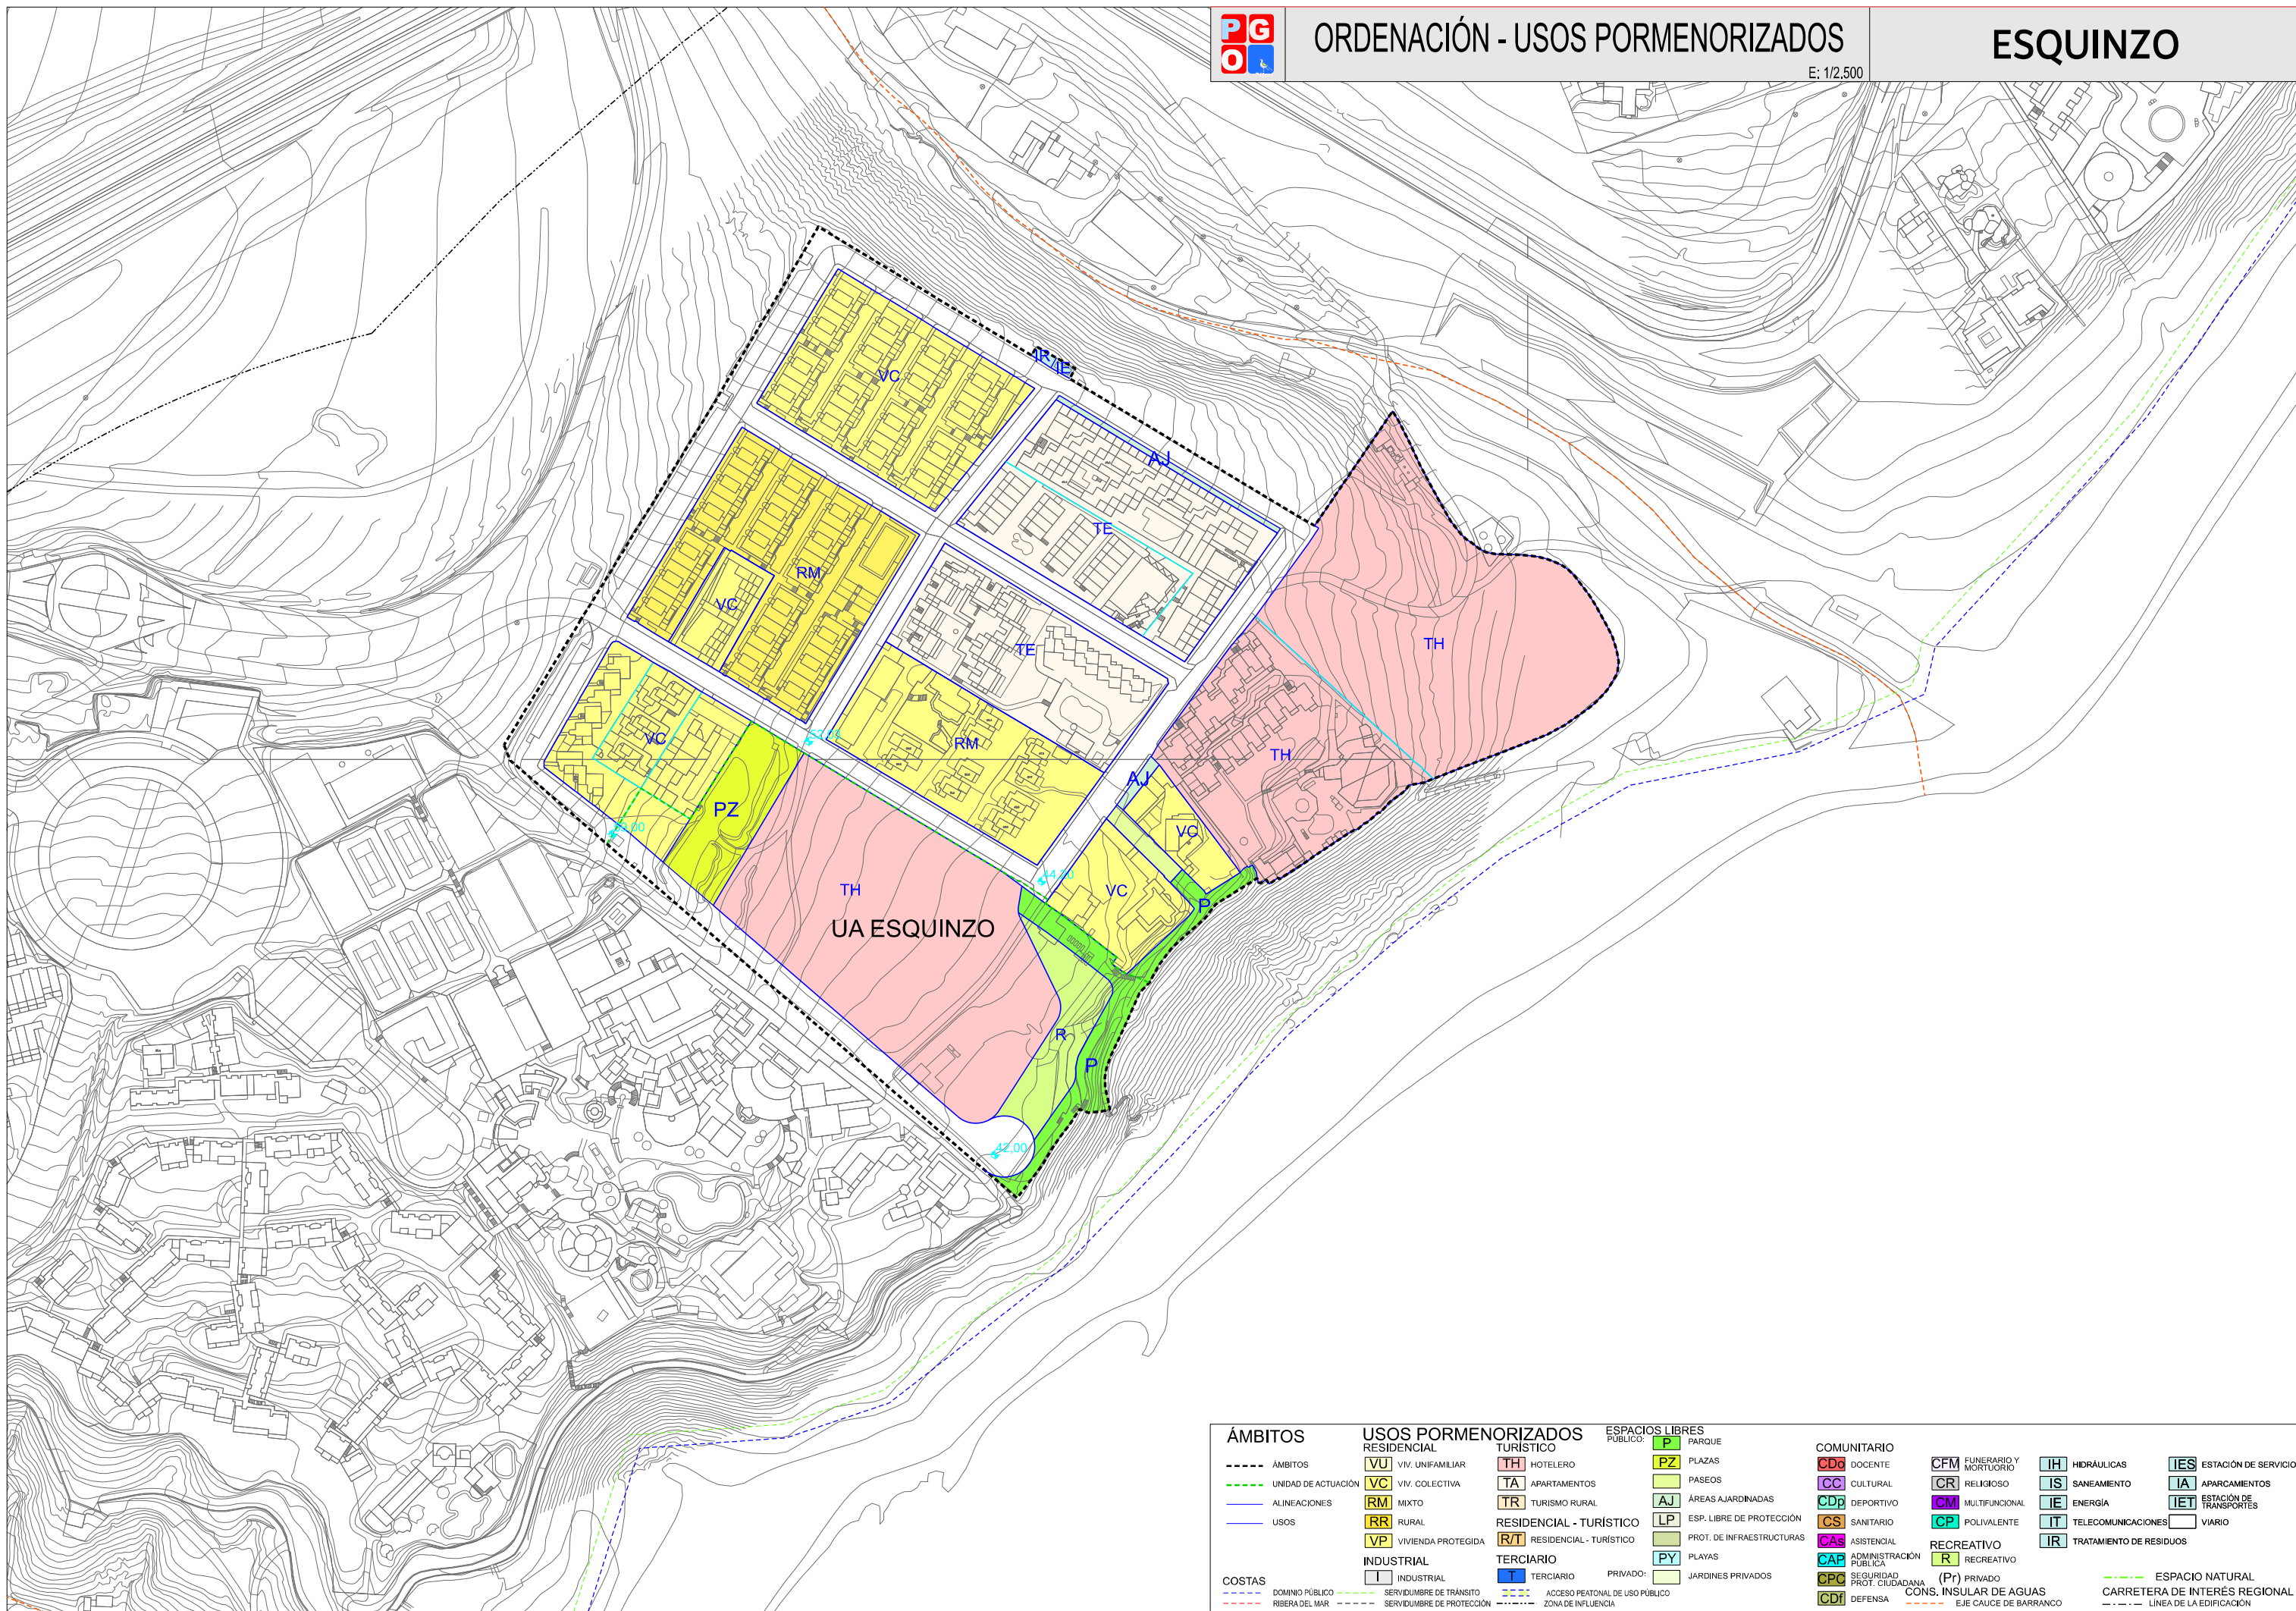 PG
O
ORDENACIÓN - USOS PORMENORIZADOS
E: 1/2,500
ESQUINZO
IR
IE
VC
AJ
TE
RM
VC
TH
TE
VC
RM
TH
AJ
PZ
VC
39,00
44,50
TH
VC
UA ESQUINZO
P
R
P
42,00
ÁMBITOS
ÁMBITOS
UNIDAD DE ACTUACIÓN
ALINEACIONES
USOS
COSTAS
DOMINIO PÚBLICO
RIBERA DEL MAR
SERVIDUMBRE DE TRÁNSITO
SERVIDUMBRE DE PROTECCIÓN
ACCESO PEATONAL DE USO PÚBLICO
ZONA DE INFLUENCIA
USOS PORMENORIZADOS
RESIDENCIAL
VU VIV. UNIFAMILIAR
VC VIV. COLECTIVA
RM MIXTO
RR RURAL
VP VIVIENDA PROTEGIDA
INDUSTRIAL
I INDUSTRIAL
TURÍSTICO
TH HOTELERO
TA APARTAMENTOS
TR TURISMO RURAL
RESIDENCIAL - TURÍSTICO
R/T RESIDENCIAL - TURÍSTICO
TERCIARIO
T TERCIARIO
ESPACIOS LIBRES
PÚBLICO:
P PARQUE
PZ PLAZAS
PASEOS
AJ ÁREAS AJARDINADAS
LP ESP. LIBRE DE PROTECCIÓN
PROT. DE INFRAESTRUCTURAS
PY PLAYAS
PRIVADO: JARDINES PRIVADOS
COMUNITARIO
CDo DOCENTE
CC CULTURAL
CDp DEPORTIVO
CS SANITARIO
CAs ASISTENCIAL
CAP ADMINISTRACIÓN
PÚBLICA
CPC SEGURIDAD
PROT. CIUDADANA
CDf DEFENSA
CFM FUNERARIO Y
MORTUORIO
CR RELIGIOSO
CM MULTIFUNCIONAL
CP POLIVALENTE
RECREATIVO
R RECREATIVO
(Pr) PRIVADO
CONS. INSULAR DE AGUAS
EJE CAUCE DE BARRANCO
IH HIDRÁULICAS
IS SANEAMIENTO
IE ENERGÍA
IT TELECOMUNICACIONES
IR TRATAMIENTO DE RESIDUOS
IES ESTACIÓN DE SERVICIO
IA APARCAMIENTOS
IET ESTACIÓN DE
TRANSPORTES
VIARIO
ESPACIO NATURAL
CARRETERA DE INTERÉS REGIONAL
LÍNEA DE LA EDIFICACIÓN